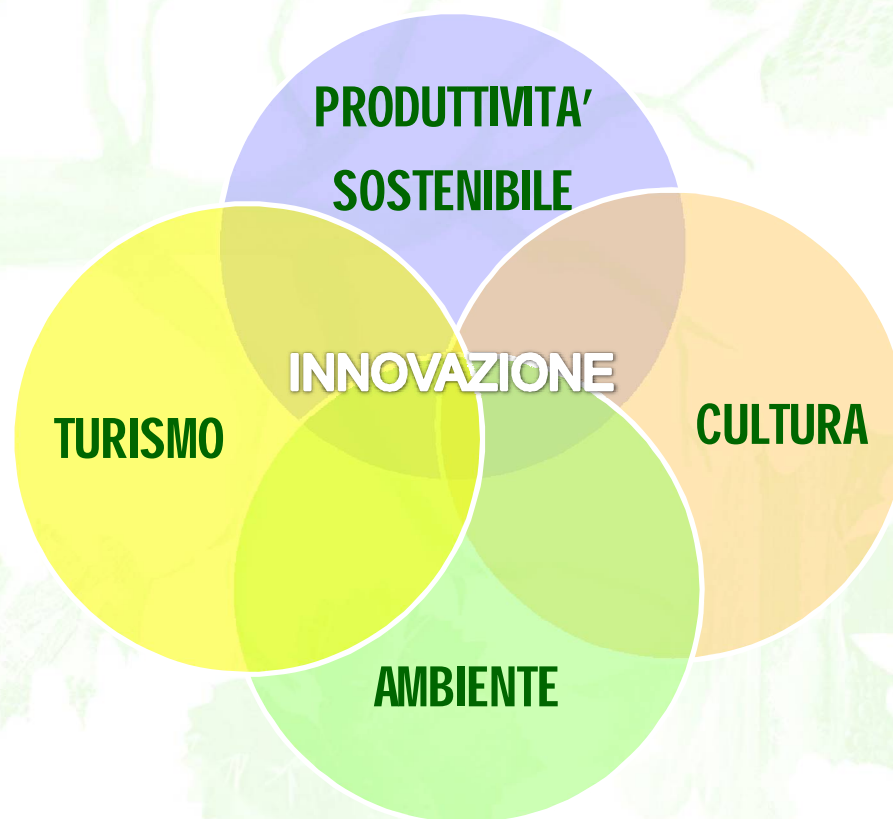 PRODUTTIVITA’
SOSTENIBILE
INNOVAZIONE
TURISMO
CULTURA
AMBIENTE